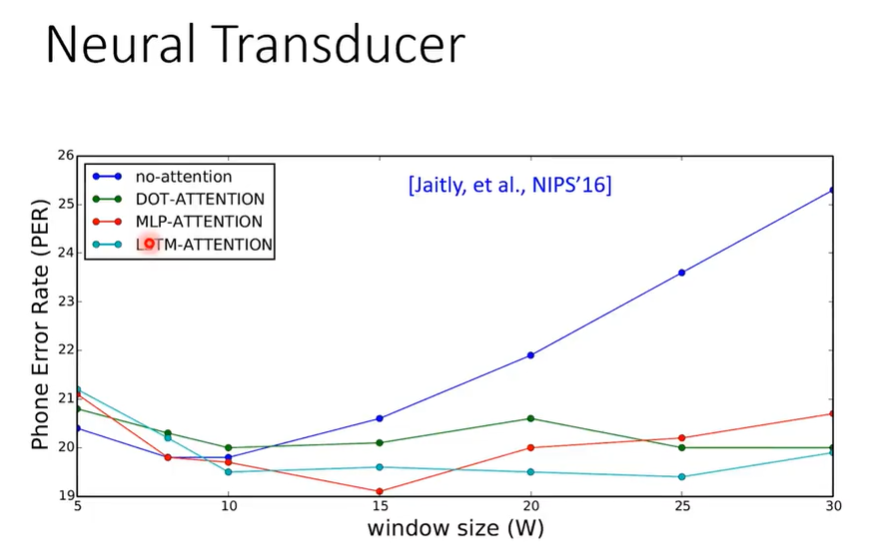 Neural Transducer
[Jaitly, et al., NIPS’16]
no-attention
DOT-ATTENTION
MLP-ATTENTION
LSTM-ATTENTION
Phone Error Rate (PER)
26
25
24
23
22
21
20
19
5 10 15 20 25 30
window size (W)